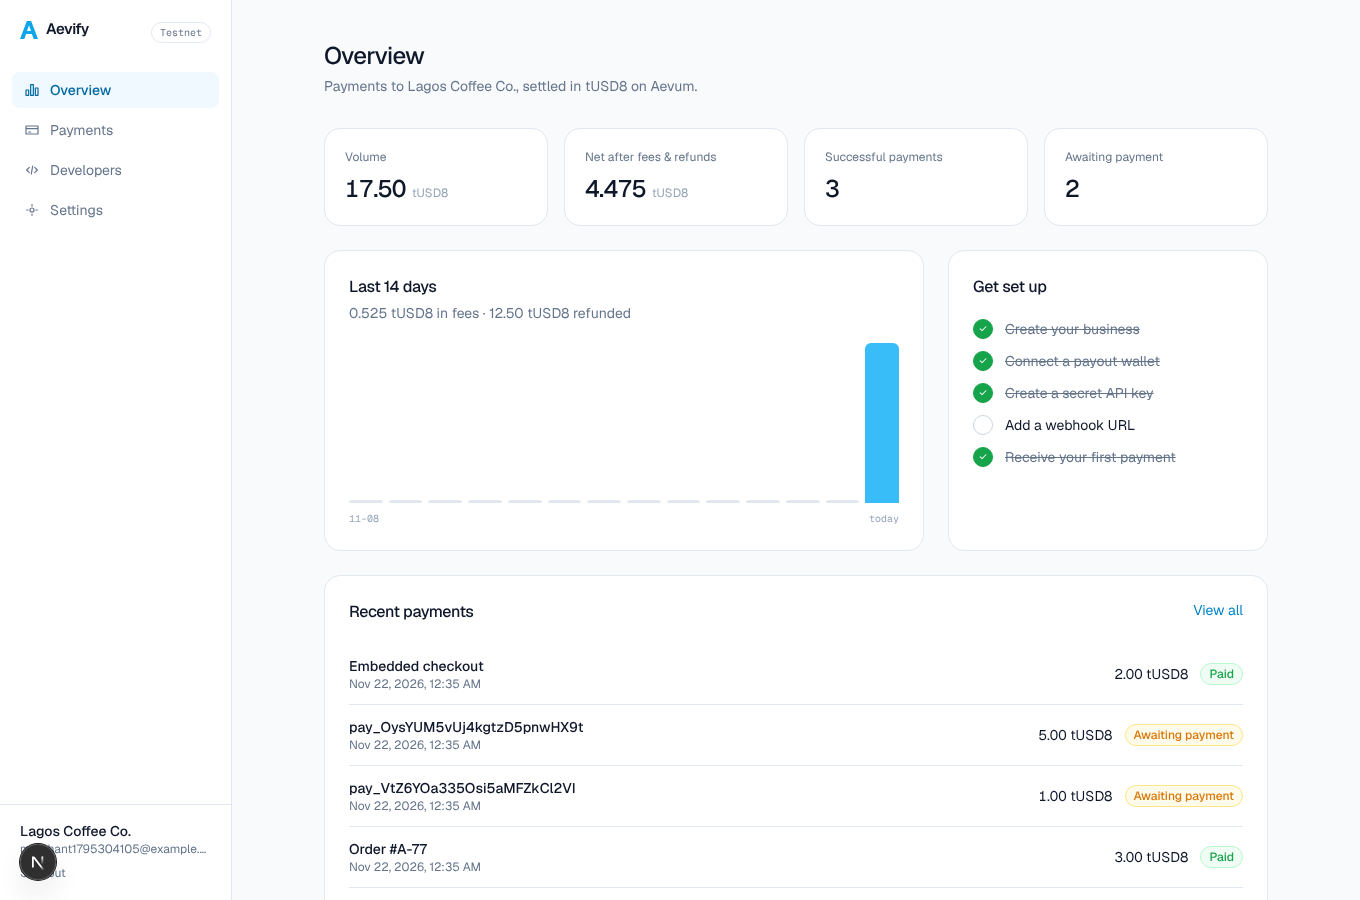 Aevify
Testnet
Overview
Payments
Developers
Settings
Overview
Payments to Lagos Coffee Co., settled in tUSD8 on Aevum.
Volume
17.50 tUSD8
Net after fees & refunds
4.475 tUSD8
Successful payments
3
Awaiting payment
2
Last 14 days
0.525 tUSD8 in fees · 12.50 tUSD8 refunded
11-08
today
Get set up
Create your business
Connect a payout wallet
Create a secret API key
Add a webhook URL
Receive your first payment
Recent payments
View all
Embedded checkout
Nov 22, 2026, 12:35 AM
2.00 tUSD8 Paid
pay_OysYUM5vUj4kgtzD5pnwHX9t
Nov 22, 2026, 12:35 AM
5.00 tUSD8 Awaiting payment
pay_VtZ6YOa335Osi5aMFZkCl2VI
Nov 22, 2026, 12:35 AM
1.00 tUSD8 Awaiting payment
Order #A-77
Nov 22, 2026, 12:35 AM
3.00 tUSD8 Paid
Lagos Coffee Co.
N